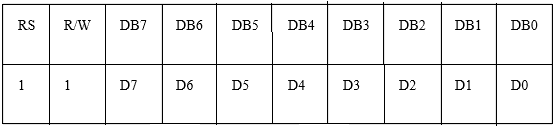 RS R/W DB7 DB6 DB5 DB4 DB3 DB2 DB1 DB0
1 1 D7 D6 D5 D4 D3 D2 D1 D0